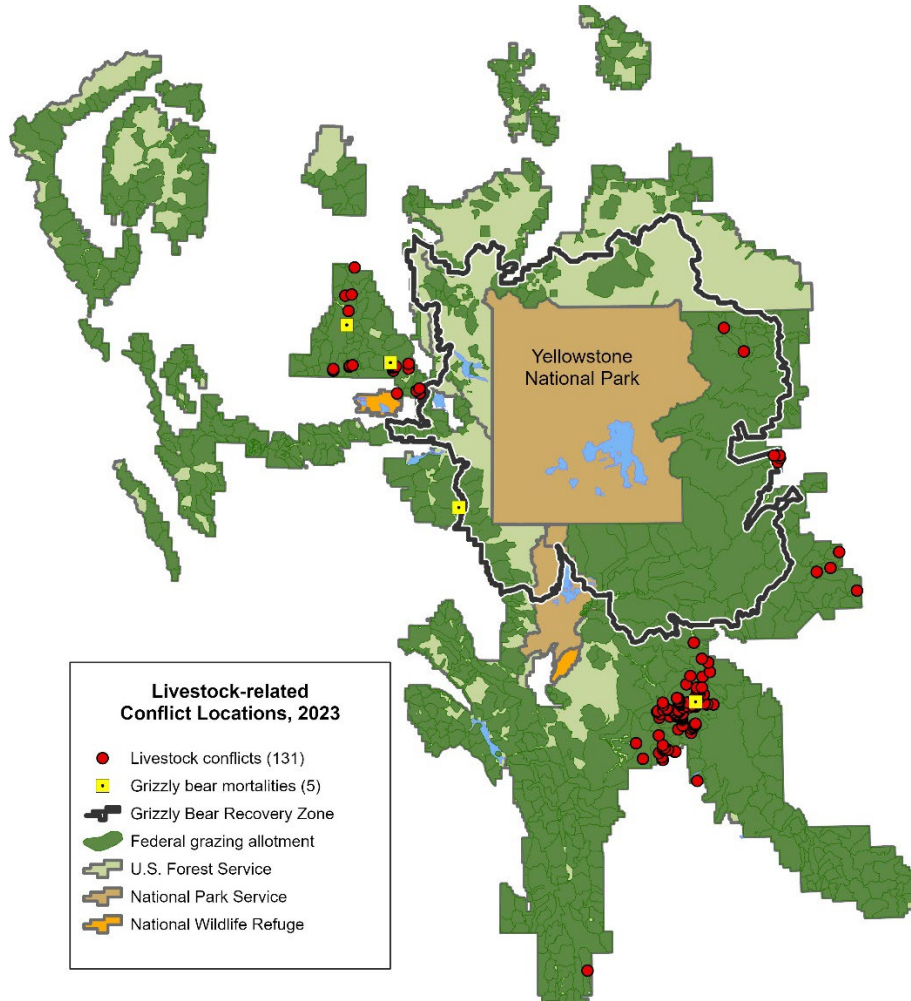 Yellowstone
National Park
Livestock-related
Conflict Locations, 2023
Livestock conflicts (131)
Grizzly bear mortalities (5)
Grizzly Bear Recovery Zone
Federal grazing allotment
U.S. Forest Service
National Park Service
National Wildlife Refuge